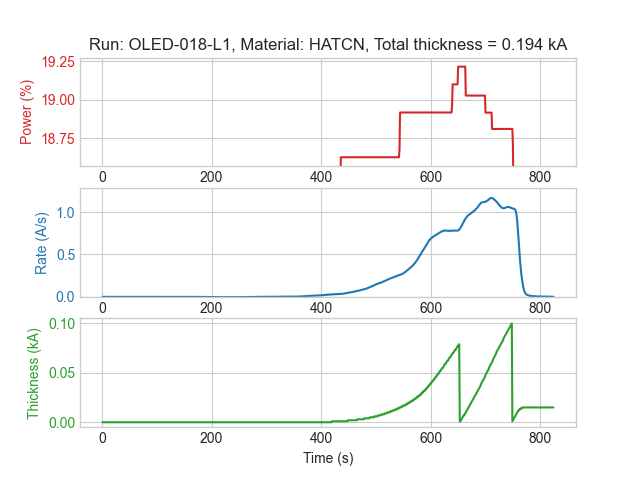 Run: OLED-018-L1, Material: HATCN, Total thickness = 0.194 kA
Power (%)
19.25
19.00
18.75
0 200 400 600 800
Rate (A/s)
1.0
0.5
0.0
0 200 400 600 800
Thickness (kA)
0.10
0.05
0.00
0 200 400 600 800
Time (s)